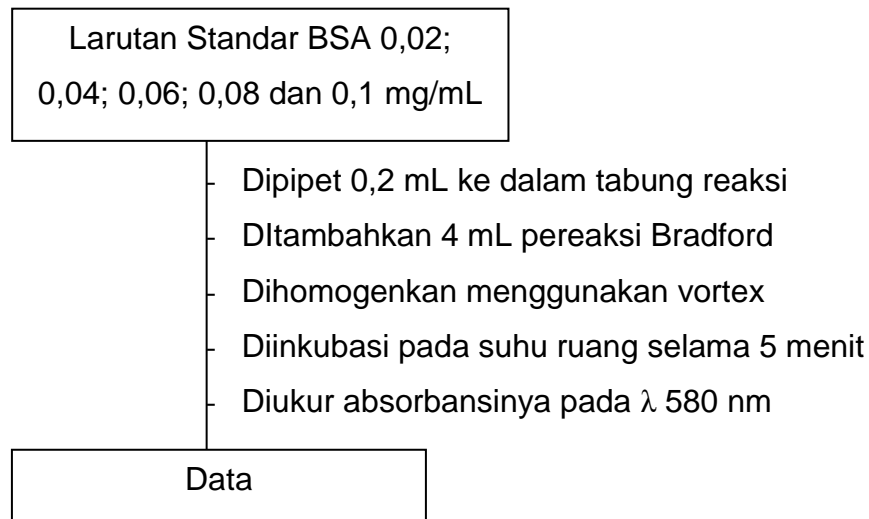 Larutan Standar BSA 0,02;
0,04; 0,06; 0,08 dan 0,1 mg/mL
- Dipipet 0,2 mL ke dalam tabung reaksi
- DItambahkan 4 mL pereaksi Bradford
- Dihomogenkan menggunakan vortex
- Diinkubasi pada suhu ruang selama 5 menit
- Diukur absorbansinya pada λ 580 nm
Data